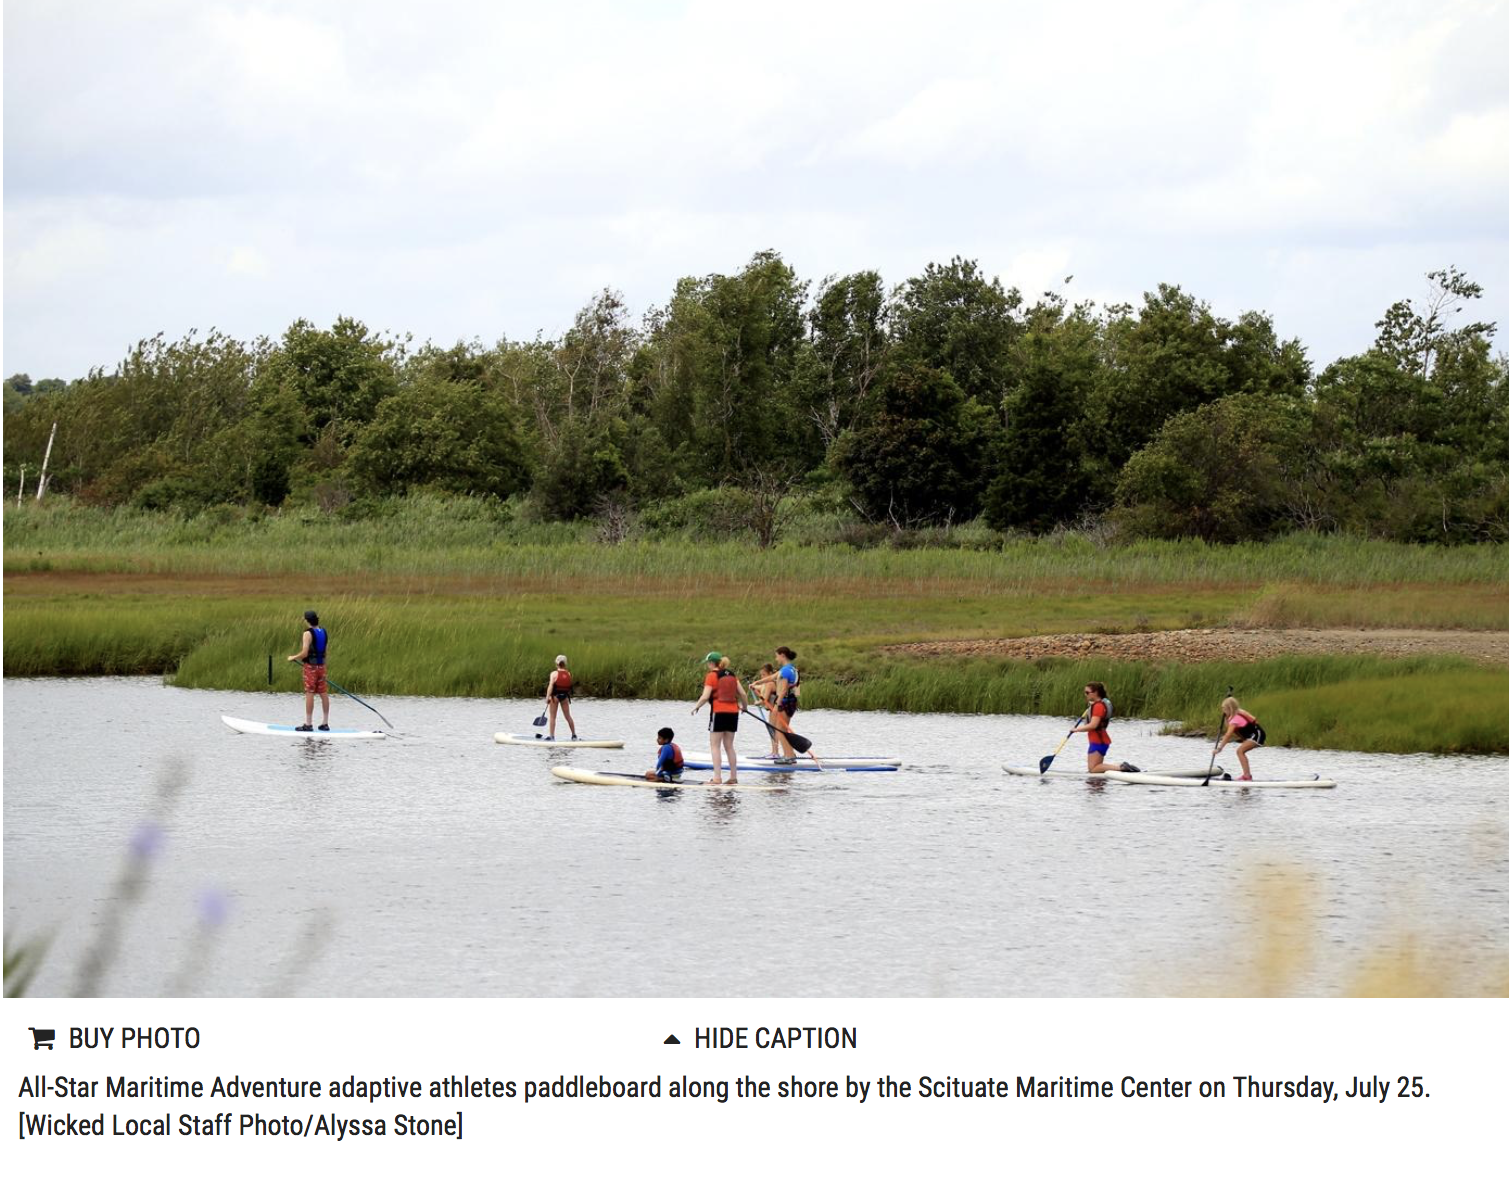 BUY PHOTO
HIDE CAPTION
All-Star Maritime Adventure adaptive athletes paddleboard along the shore by the Scituate Maritime Center on Thursday, July 25.
[Wicked Local Staff Photo/Alyssa Stone]